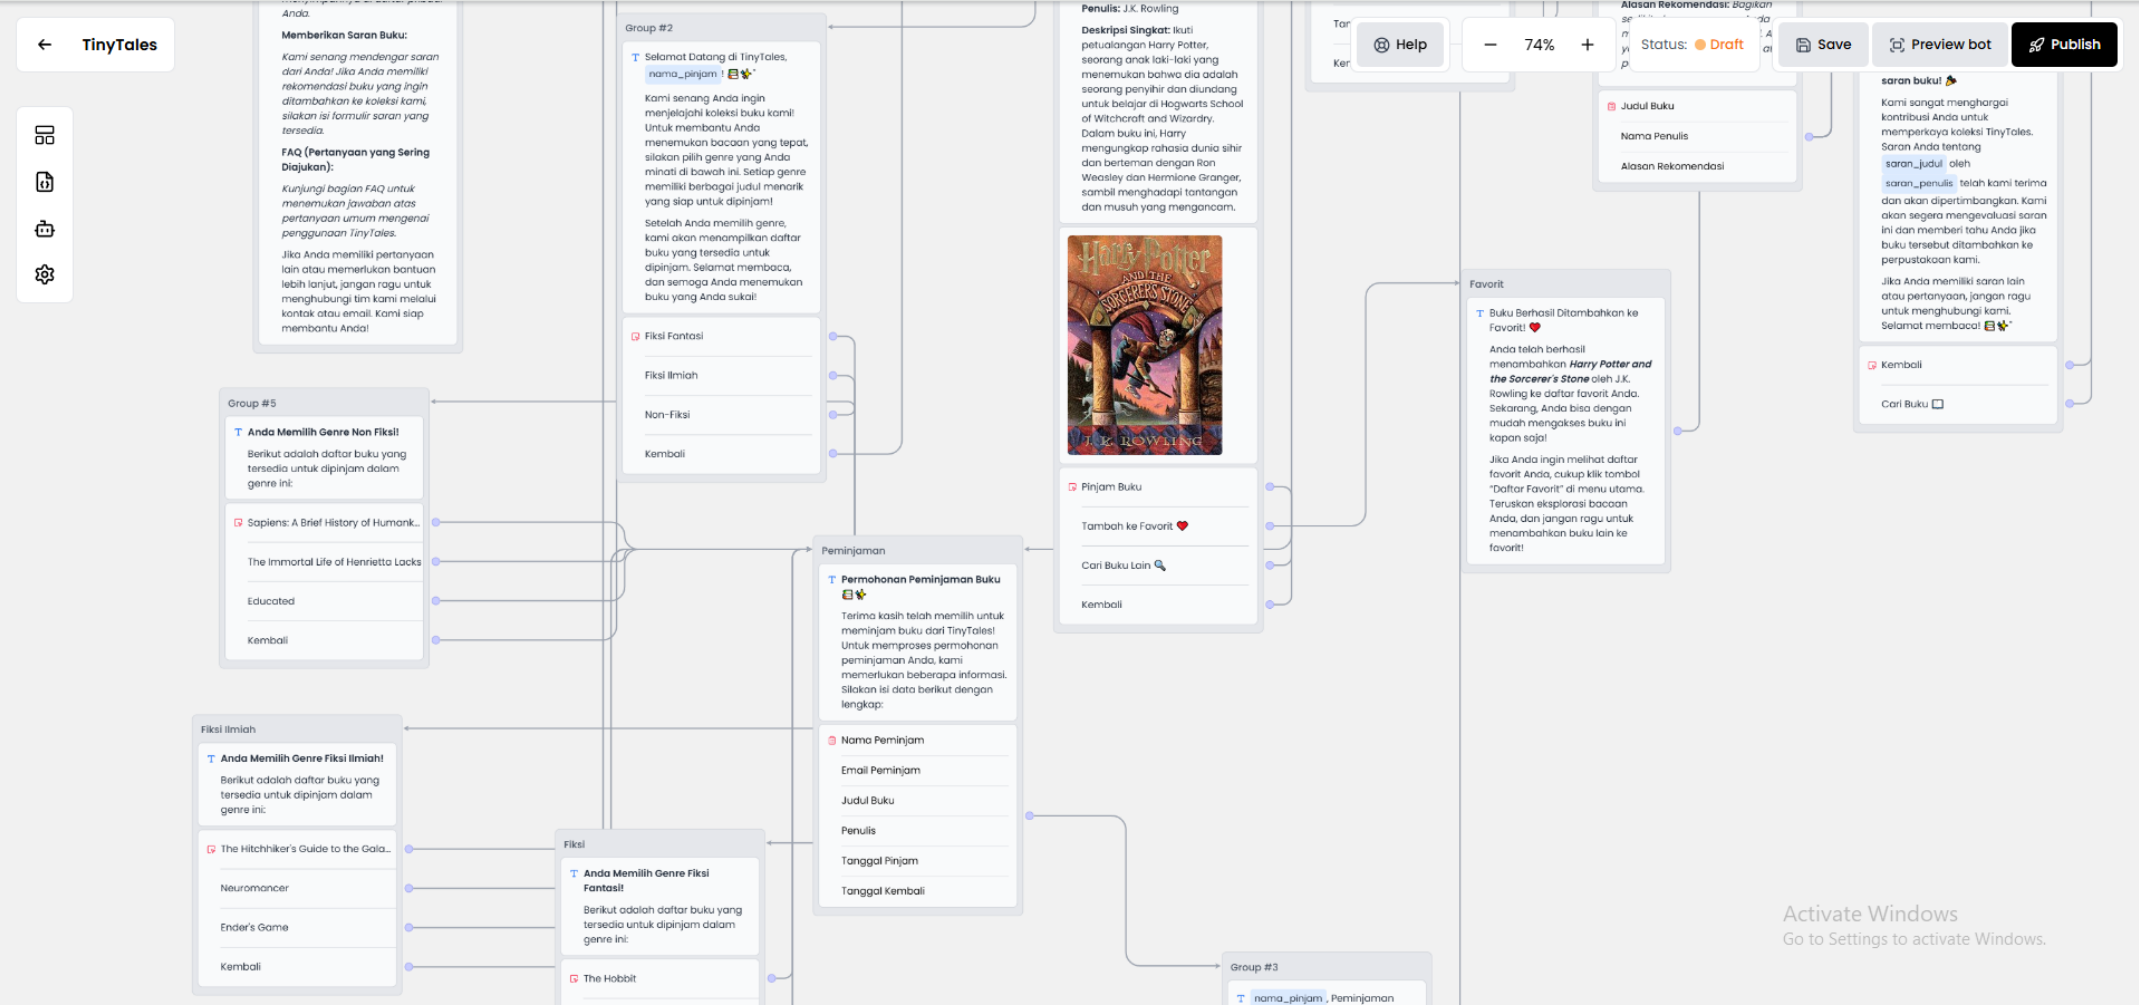 TinyTales
Help
74%
Status: Draft
Save
Preview bot
Publish
Anda.
Memberikan Saran Buku:
Kami senang mendengar saran
dari Anda! Jika Anda memiliki
rekomendasi buku yang ingin
ditambahkan ke koleksi kami,
silakan isi formulir saran yang
tersedia.
FAQ (Pertanyaan yang Sering
Diajukan):
Kunjungi bagian FAQ untuk
menemukan jawaban atas
pertanyaan umum mengenai
penggunaan TinyTales.
Jika Anda memiliki pertanyaan
lain atau memerlukan bantuan
lebih lanjut, jangan ragu untuk
menghubungi tim kami melalui
kontak atau email. Kami siap
membantu Anda!
Group #5
Anda Memilih Genre Non Fiksi!
Berikut adalah daftar buku yang
tersedia untuk dipinjam dalam
genre ini:
Sapiens: A Brief History of Humank...
The Immortal Life of Henrietta Lacks
Educated
Kembali
Fiksi Ilmiah
Anda Memilih Genre Fiksi Ilmiah!
Berikut adalah daftar buku yang
tersedia untuk dipinjam dalam
genre ini:
The Hitchhiker's Guide to the Gala...
Neuromancer
Ender's Game
Kembali
Group #2
Selamat Datang di TinyTales,
nama_pinjam ! 📚✨
Kami senang Anda ingin
menjelajahi koleksi buku kami!
Untuk membantu Anda
menemukan bacaan yang tepat,
silakan pilih genre yang Anda
minati di bawah ini. Setiap genre
memiliki berbagai judul menarik
yang siap untuk dipinjam!
Setelah Anda memilih genre,
kami akan menampilkan daftar
buku yang tersedia untuk
dipinjam. Selamat membaca,
dan semoga Anda menemukan
buku yang Anda sukai!
Fiksi Fantasi
Fiksi Ilmiah
Non-Fiksi
Kembali
Fiksi
Anda Memilih Genre Fiksi
Fantasi!
Berikut adalah daftar buku yang
tersedia untuk dipinjam dalam
genre ini:
The Hobbit
Peminjaman
Permohonan Peminjaman Buku
📚✨
Terima kasih telah memilih untuk
meminjam buku dari TinyTales!
Untuk memproses permohonan
peminjaman Anda, kami
memerlukan beberapa informasi.
Silakan isi data berikut dengan
lengkap:
Nama Peminjam
Email Peminjam
Judul Buku
Penulis
Tanggal Pinjam
Tanggal Kembali
Penulis: J.K. Rowling
Deskripsi Singkat: Ikuti
petualangan Harry Potter,
seorang anak laki-laki yang
menemukan bahwa dia adalah
seorang penyihir dan diundang
untuk belajar di Hogwarts School
of Witchcraft and Wizardry.
Dalam buku ini, Harry
mengungkap rahasia dunia sihir
dan berteman dengan Ron
Weasley dan Hermione Granger,
sambil menghadapi tantangan
dan musuh yang mengancam.
Harry Potter
AND THE
SORCERER'S STONE
J. K. ROWLING
Pinjam Buku
Tambah ke Favorit ❤️
Cari Buku Lain 🔍
Kembali
Group #3
nama_pinjam , Peminjaman
Favorit
Buku Berhasil Ditambahkan ke
Favorit! ❤️
Anda telah berhasil
menambahkan Harry Potter and
the Sorcerer's Stone oleh J.K.
Rowling ke daftar favorit Anda.
Sekarang, Anda bisa dengan
mudah mengakses buku ini
kapan saja!
Jika Anda ingin melihat daftar
favorit Anda, cukup klik tombol
"Daftar Favorit" di menu utama.
Teruskan eksplorasi bacaan
Anda, dan jangan ragu untuk
menambahkan buku lain ke
favorit!
Alasan Rekomendasi: Bagikan
Judul Buku
Nama Penulis
Alasan Rekomendasi
saran buku! 🎉
Kami sangat menghargai
kontribusi Anda untuk
memperkaya koleksi TinyTales.
Saran Anda tentang
saran_judul oleh
saran_penulis telah kami terima
dan akan dipertimbangkan. Kami
akan segera mengevaluasi saran
ini dan memberi tahu Anda jika
buku tersebut ditambahkan ke
perpustakaan kami.
Jika Anda memiliki saran lain
atau pertanyaan, jangan ragu
untuk menghubungi kami.
Selamat membaca! 📚✨
Kembali
Cari Buku 📖
Activate Windows
Go to Settings to activate Windows.